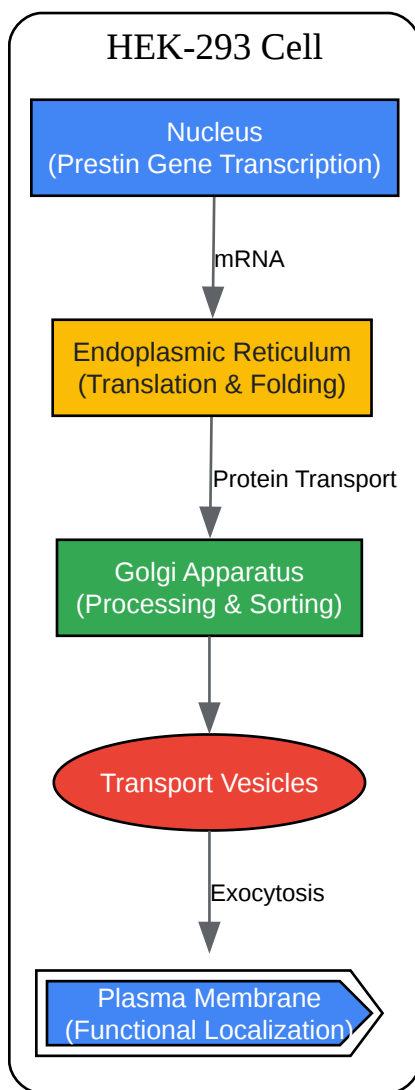 HEK-293 Cell
Nucleus
(Prestin Gene Transcription)
mRNA
Endoplasmic Reticulum
(Translation & Folding)
Protein Transport
Golgi Apparatus
(Processing & Sorting)
Transport Vesicles
Exocytosis
Plasma Membrane
(Functional Localization)